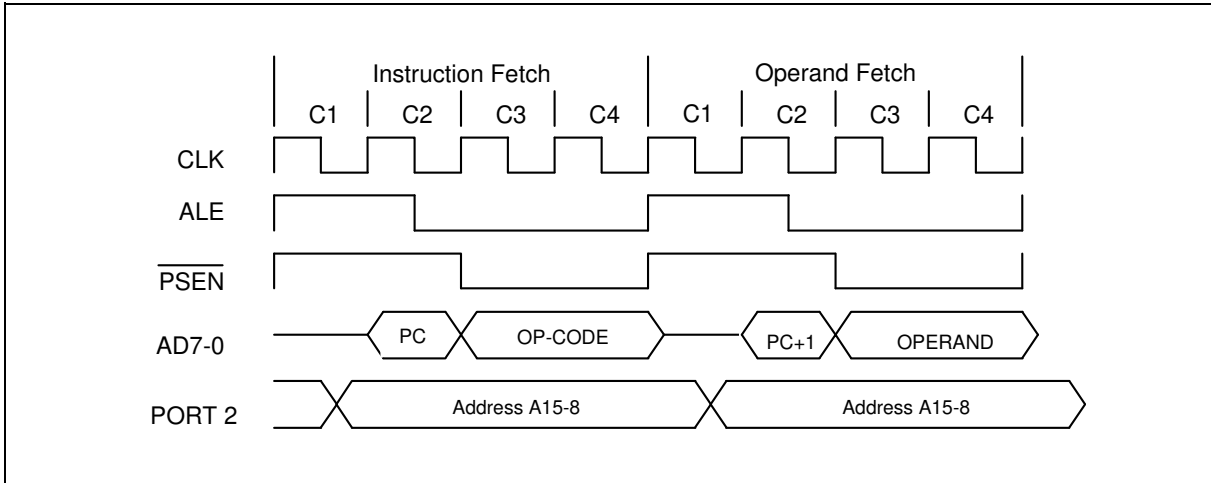 Instruction Fetch Operand Fetch
C1 C2 C3 C4 C1 C2 C3 C4
CLK
ALE
PSEN
AD7-0 PC OP-CODE PC+1 OPERAND
PORT 2 Address A15-8 Address A15-8